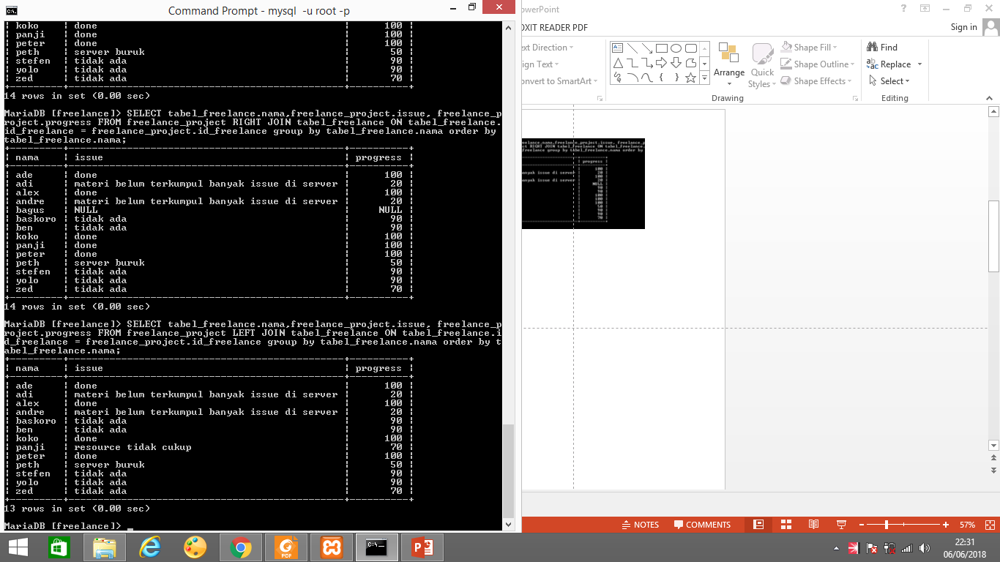 Command Prompt - mysql  -u root -p
| koko    | done                                          |      100 |
| panji   | done                                          |      100 |
| peter   | done                                          |      100 |
| peth    | server buruk                                  |       50 |
| stefen  | tidak ada                                     |       90 |
| yolo    | tidak ada                                     |       90 |
| zed     | tidak ada                                     |       70 |
14 rows in set (0.00 sec)
MariaDB [freelance]> SELECT tabel_freelance.nama,freelance_project.issue, freelance_p
roject.progress FROM freelance_project RIGHT JOIN tabel_freelance ON tabel_freelance.
id_freelance = freelance_project.id_freelance group by tabel_freelance.nama order by
tabel_freelance.nama;
| nama    | issue                                         | progress |
| ade     | done                                          |      100 |
| adi     | materi belum terkumpul banyak issue di server |       20 |
| alex    | done                                          |      100 |
| andre   | materi belum terkumpul banyak issue di server |       20 |
| bagus   | NULL                                          |     NULL |
| baskoro | tidak ada                                     |       90 |
| ben     | tidak ada                                     |       90 |
| koko    | done                                          |      100 |
| panji   | done                                          |      100 |
| peter   | done                                          |      100 |
| peth    | server buruk                                  |       50 |
| stefen  | tidak ada                                     |       90 |
| yolo    | tidak ada                                     |       90 |
| zed     | tidak ada                                     |       70 |
14 rows in set (0.00 sec)
MariaDB [freelance]> SELECT tabel_freelance.nama,freelance_project.issue, freelance_p
roject.progress FROM freelance_project LEFT JOIN tabel_freelance ON tabel_freelance.i
d_freelance = freelance_project.id_freelance group by tabel_freelance.nama order by t
abel_freelance.nama;
| nama    | issue                                         | progress |
| ade     | done                                          |      100 |
| adi     | materi belum terkumpul banyak issue di server |       20 |
| alex    | done                                          |      100 |
| andre   | materi belum terkumpul banyak issue di server |       20 |
| baskoro | tidak ada                                     |       90 |
| ben     | tidak ada                                     |       90 |
| koko    | done                                          |      100 |
| panji   | resource tidak cukup                          |       70 |
| peter   | done                                          |      100 |
| peth    | server buruk                                  |       50 |
| stefen  | tidak ada                                     |       90 |
| yolo    | tidak ada                                     |       90 |
| zed     | tidak ada                                     |       70 |
13 rows in set (0.00 sec)
MariaDB [freelance]> _
owerPoint
OXIT READER PDF
Sign in
ext Direction
ign Text
onvert to SmartArt
Arrange
Quick
Styles
Shape Fill
Shape Outline
Shape Effects
Drawing
Find
Replace
Select
Editing
NOTES
COMMENTS
57%
22:31
06/06/2018